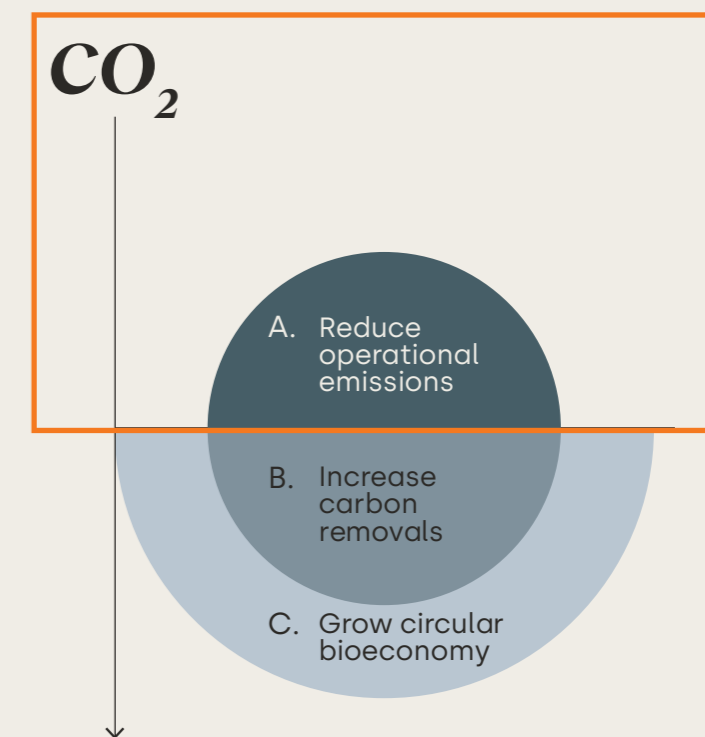 CO₂
A. Reduce
operational
emissions
B. Increase
carbon
removals
C. Grow circular
bioeconomy